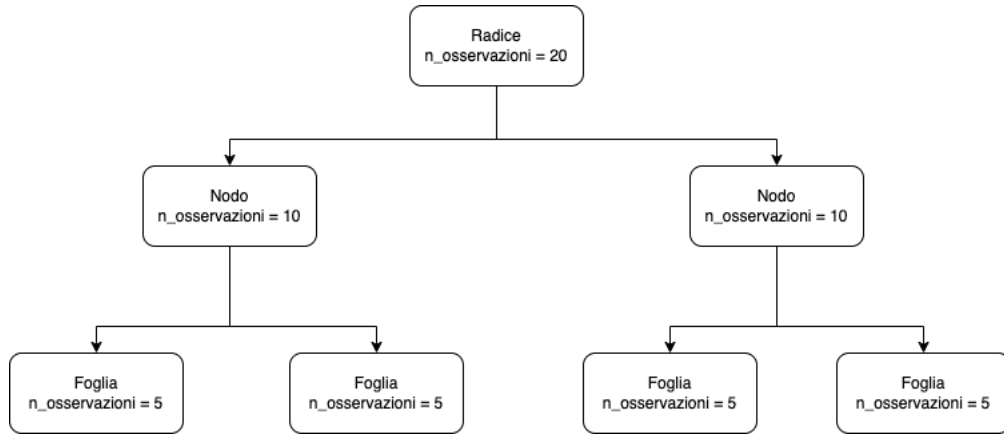 Radice
n_osservazioni = 20
Nodo
n_osservazioni = 10
Nodo
n_osservazioni = 10
Foglia
n_osservazioni = 5
Foglia
n_osservazioni = 5
Foglia
n_osservazioni = 5
Foglia
n_osservazioni = 5